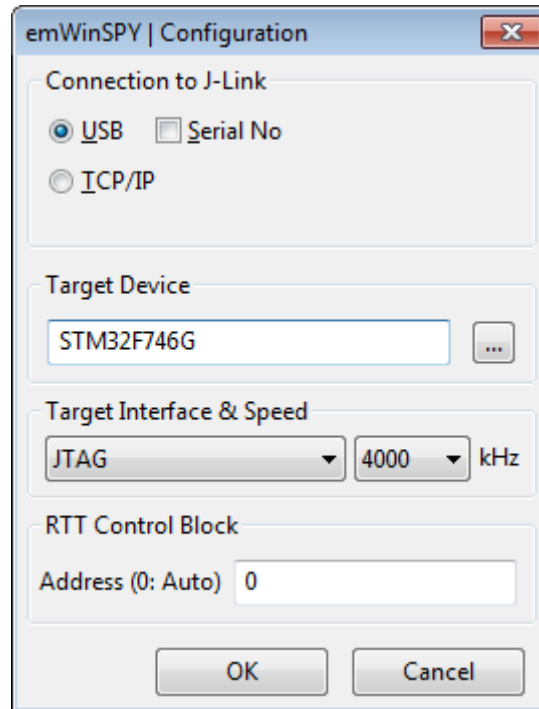 emWinSPY | Configuration
Connection to J-Link
USB Serial No
TCP/IP
Target Device
STM32F746G
...
Target Interface & Speed
JTAG 4000 kHz
RTT Control Block
Address (0: Auto) 0
OK Cancel